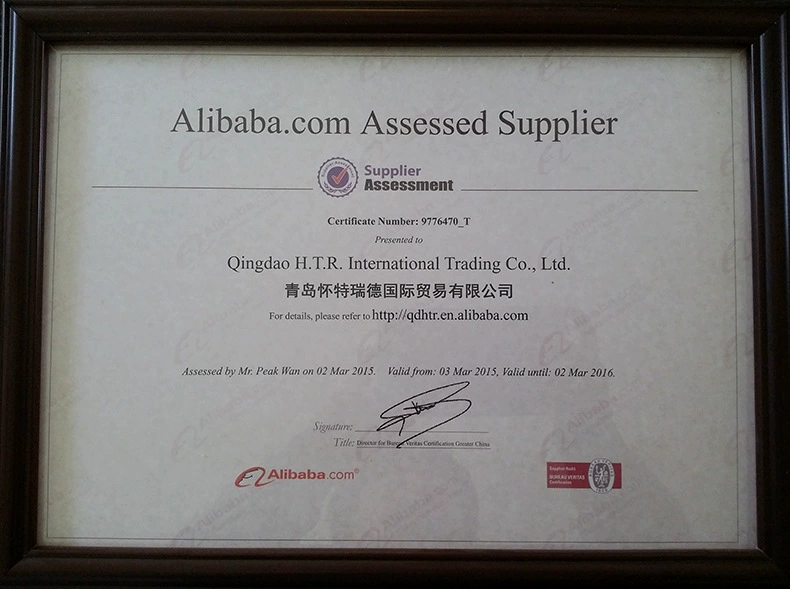 Alibaba.com Assessed Supplier
Supplier
Assessment
Certificate Number: 9776470_T
Presented to
Qingdao H.T.R. International Trading Co., Ltd.
青岛怀特瑞德国际贸易有限公司
For details, please refer to http://qdhtr.en.alibaba.com
Assessed by Mr. Peak Wan on 02 Mar 2015. Valid from: 03 Mar 2015, Valid until: 02 Mar 2016.
Signature:
Title: Director for Bureau Veritas Certification Greater China
Alibaba.com®
Supplier Audit
BUREAU VERITAS
Certification